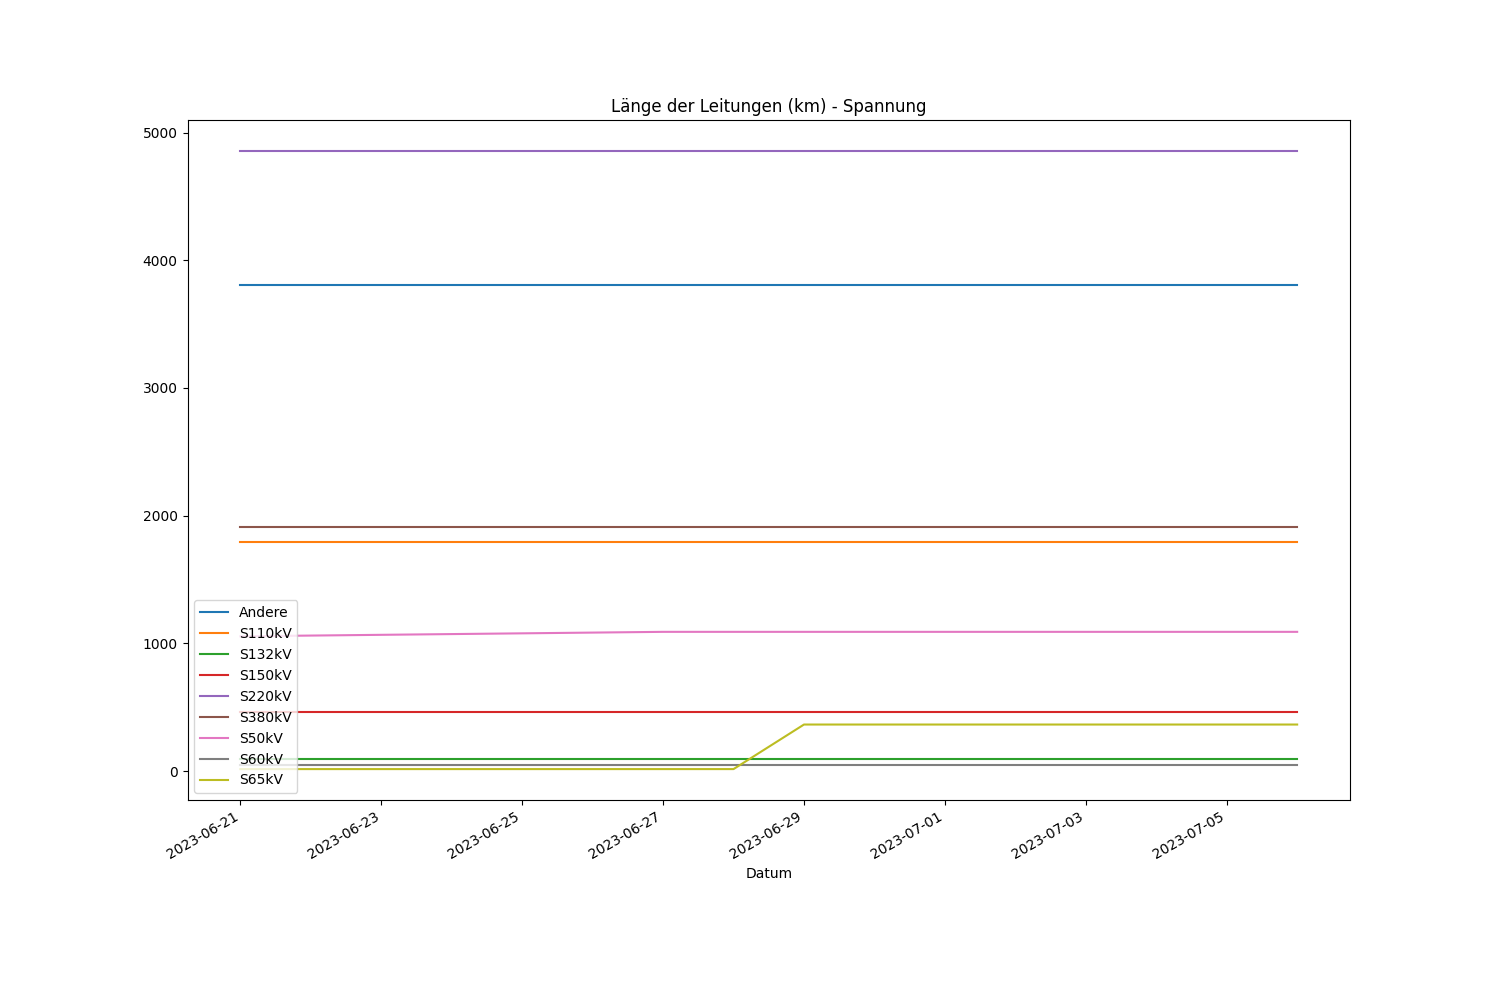 Länge der Leitungen (km) - Spannung
5000
4000
3000
2000
1000
0
Andere
S110kV
S132kV
S150kV
S220kV
S380kV
S50kV
S60kV
S65kV
2023-06-21
2023-06-23
2023-06-25
2023-06-27
2023-06-29
2023-07-01
2023-07-03
2023-07-05
Datum